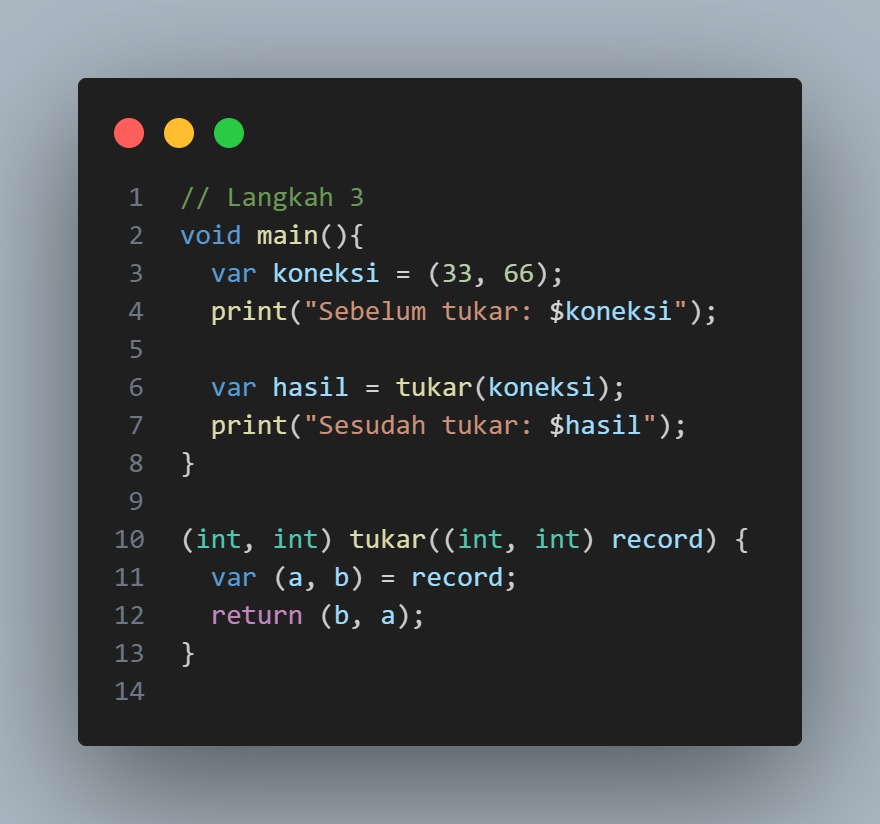 1 // Langkah 3
2 void main(){
3   var koneksi = (33, 66);
4   print("Sebelum tukar: $koneksi");
5
6   var hasil = tukar(koneksi);
7   print("Sesudah tukar: $hasil");
8 }
9
10 (int, int) tukar((int, int) record) {
11   var (a, b) = record;
12   return (b, a);
13 }
14